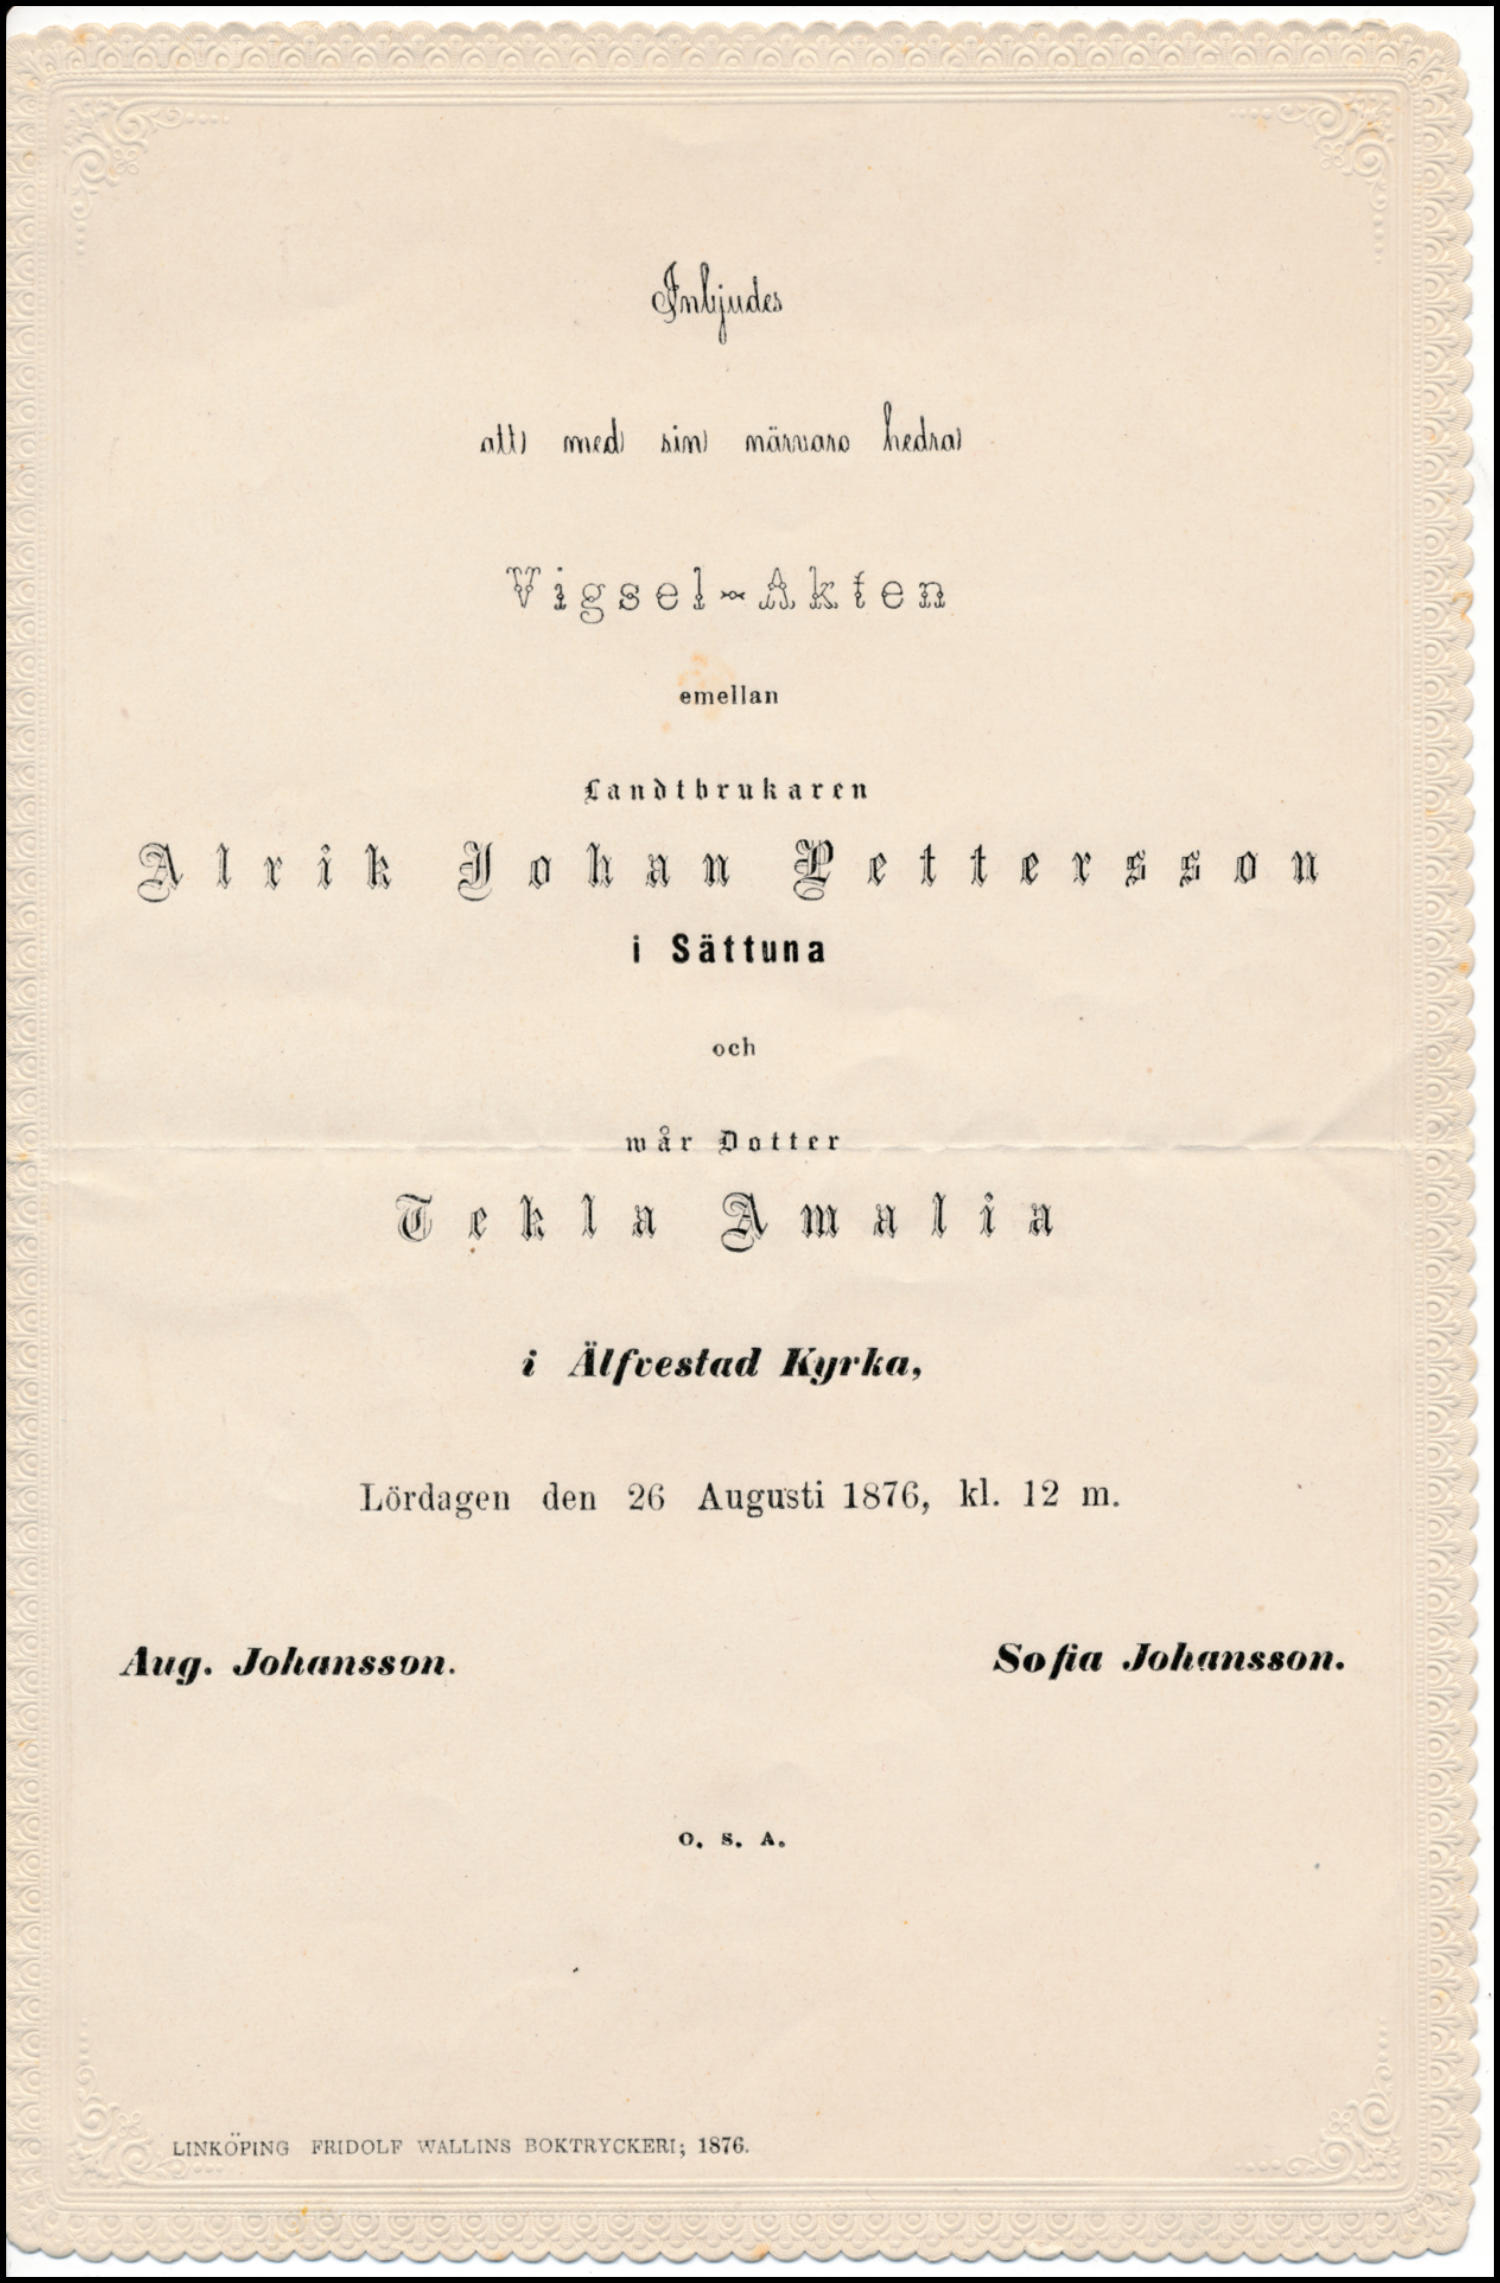 Inbjudes
att med sin närvaro hedra
Vigsel-Akten
emellan
Landtbrukaren
Alrik Johan Pettersson
i Sättuna
och
wår Dotter
Tekla Amalia
i Älfvestad Kyrka,
Lördagen den 26 Augusti 1876, kl. 12 m.
Aug. Johansson. Sofia Johansson.
O. S. A.
LINKÖPING FRIDOLF WALLINS BOKTRYCKERI; 1876.